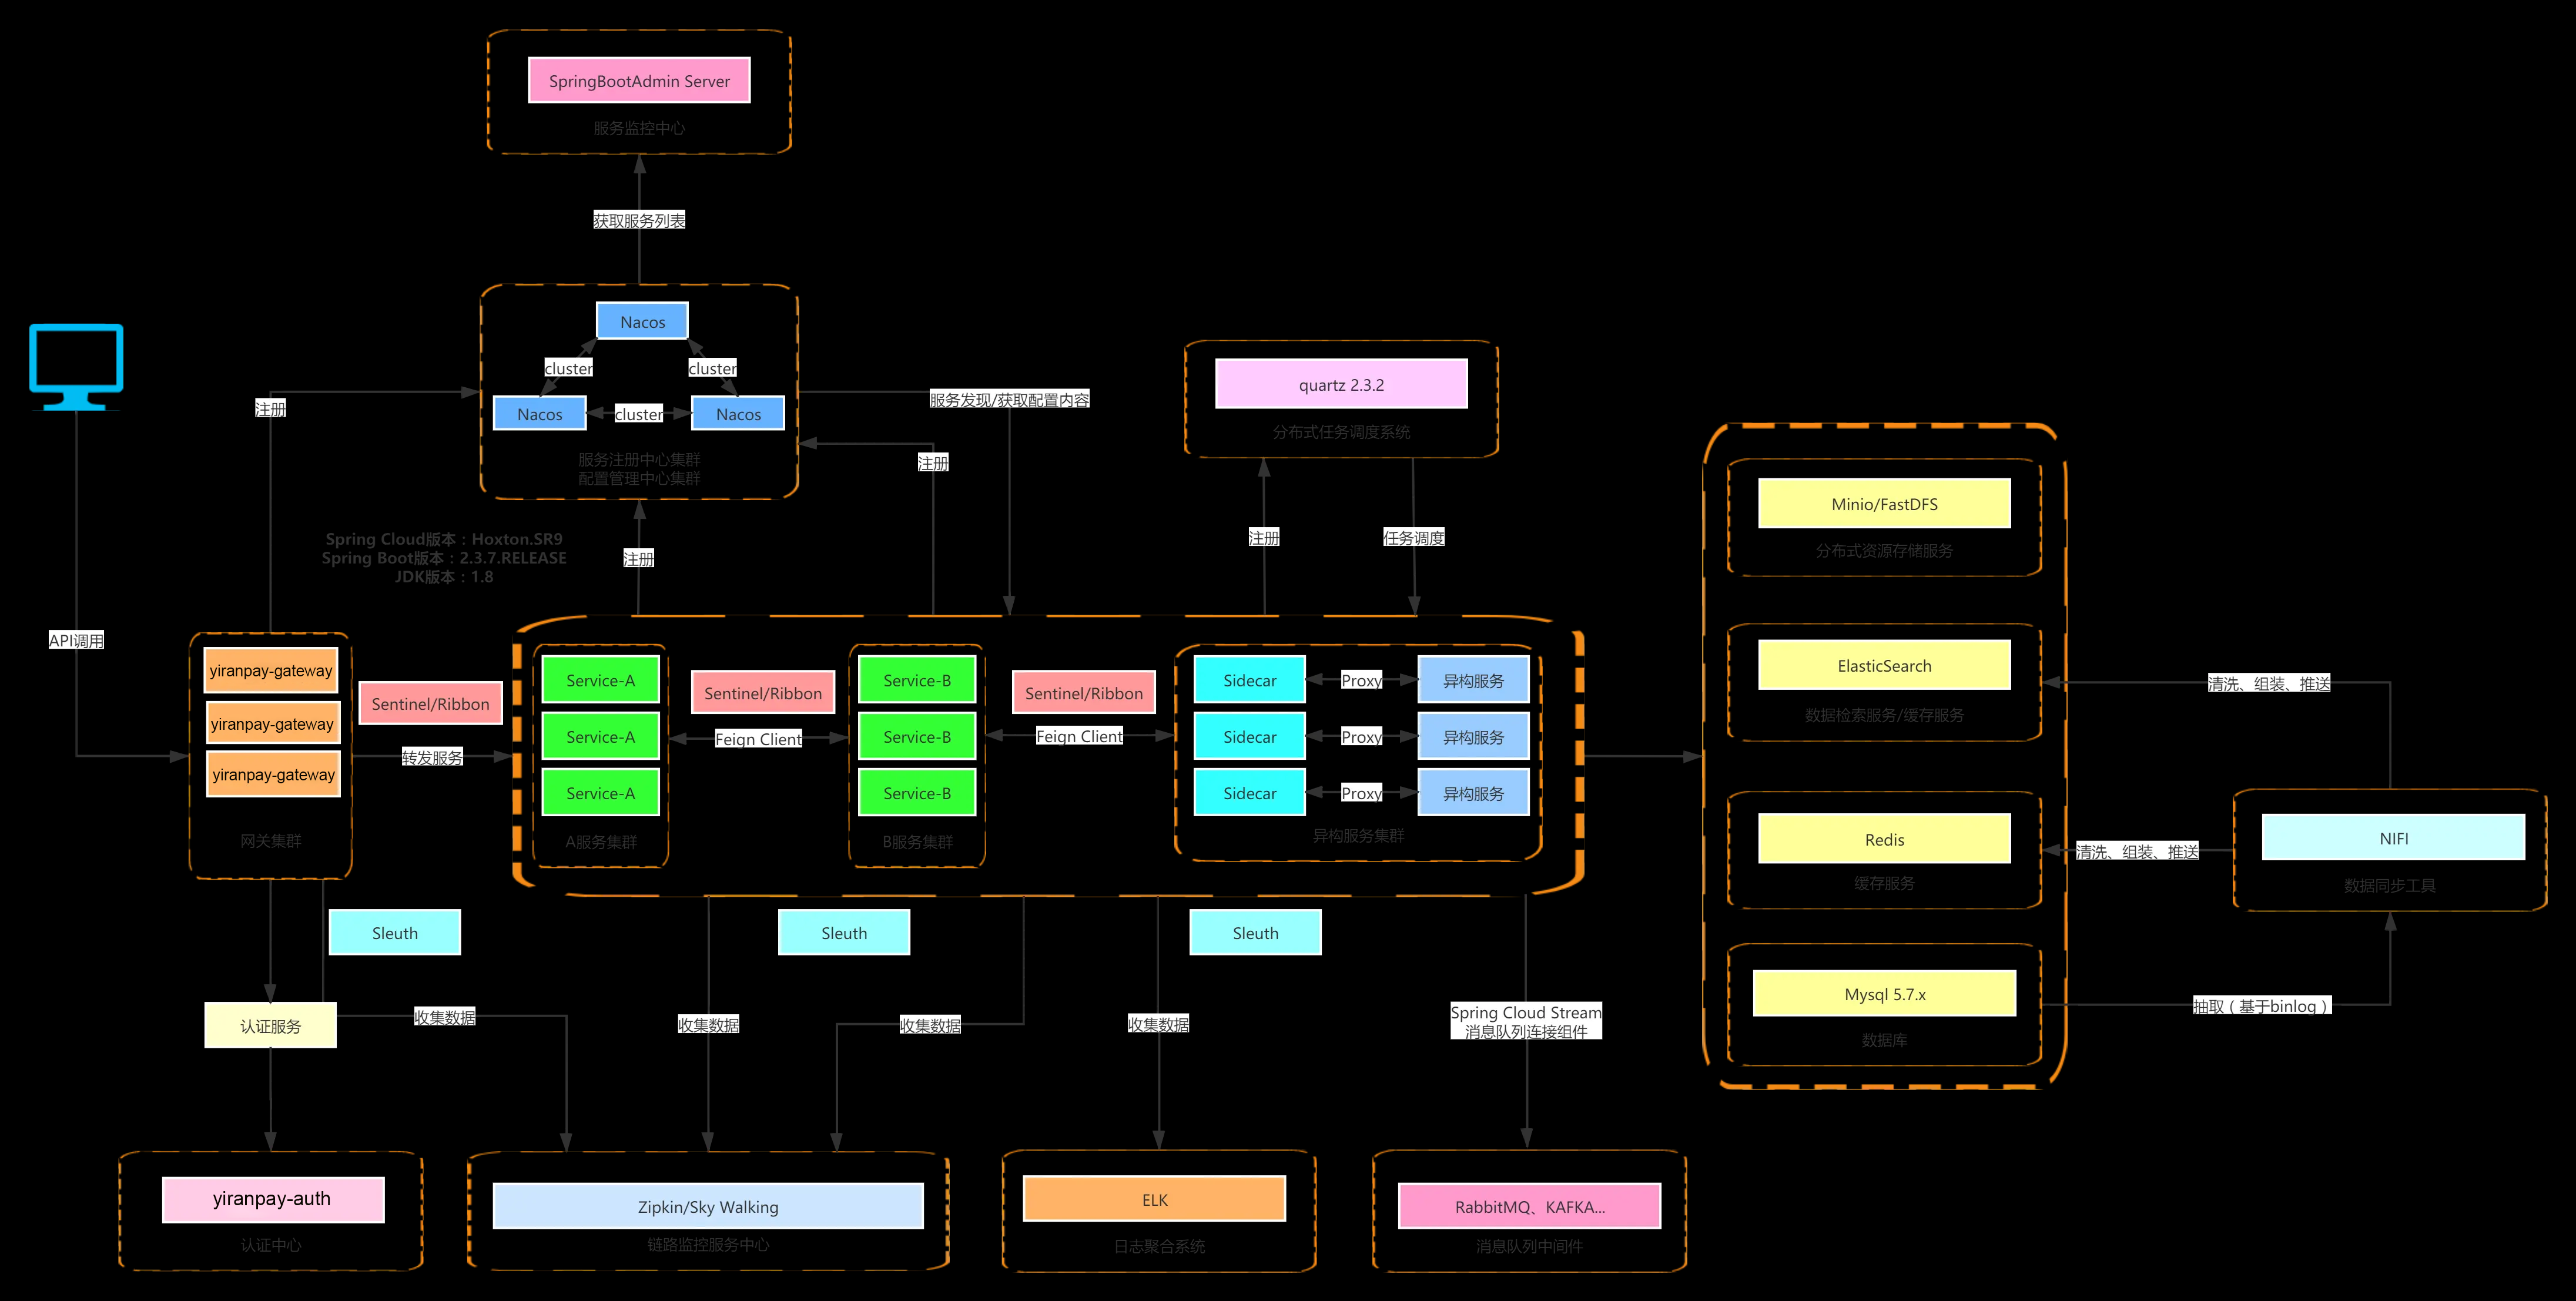 SpringBootAdmin Server
服务监控中心
获取服务列表
Nacos
cluster
cluster
Nacos
cluster
Nacos
服务注册中心集群
配置管理中心集群
注册
服务发现/获取配置内容
注册
quartz 2.3.2
分布式任务调度系统
Spring Cloud版本：Hoxton.SR9
Spring Boot版本：2.3.7.RELEASE
JDK版本：1.8
注册
注册
任务调度
API调用
yiranpay-gateway
yiranpay-gateway
yiranpay-gateway
网关集群
Sentinel/Ribbon
转发服务
Service-A
Service-A
Service-A
A服务集群
Sentinel/Ribbon
Feign Client
Service-B
Service-B
Service-B
B服务集群
Sentinel/Ribbon
Feign Client
Sidecar
Proxy
异构服务
Sidecar
Proxy
异构服务
Sidecar
Proxy
异构服务
异构服务集群
Minio/FastDFS
分布式资源存储服务
ElasticSearch
数据检索服务/缓存服务
Redis
缓存服务
Mysql 5.7.x
数据库
清洗、组装、推送
清洗、组装、推送
NIFI
数据同步工具
抽取（基于binlog）
Sleuth
Sleuth
Sleuth
认证服务
收集数据
收集数据
收集数据
收集数据
Spring Cloud Stream
消息队列连接组件
yiranpay-auth
认证中心
Zipkin/Sky Walking
链路监控服务中心
ELK
日志聚合系统
RabbitMQ、KAFKA...
消息队列中间件